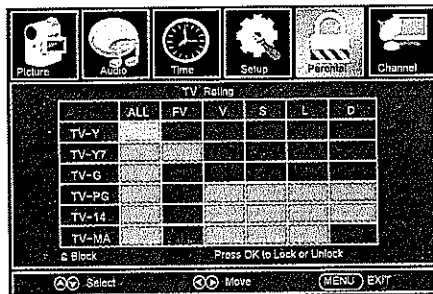 Picture Audio Time Setup Parental Channel
TV Rating
ALL FV V S L D
TV-Y
TV-Y7
TV-G
TV-PG
TV-14
TV-MA
Block Press OK to Lock or Unlock
Select Move MENU EXIT